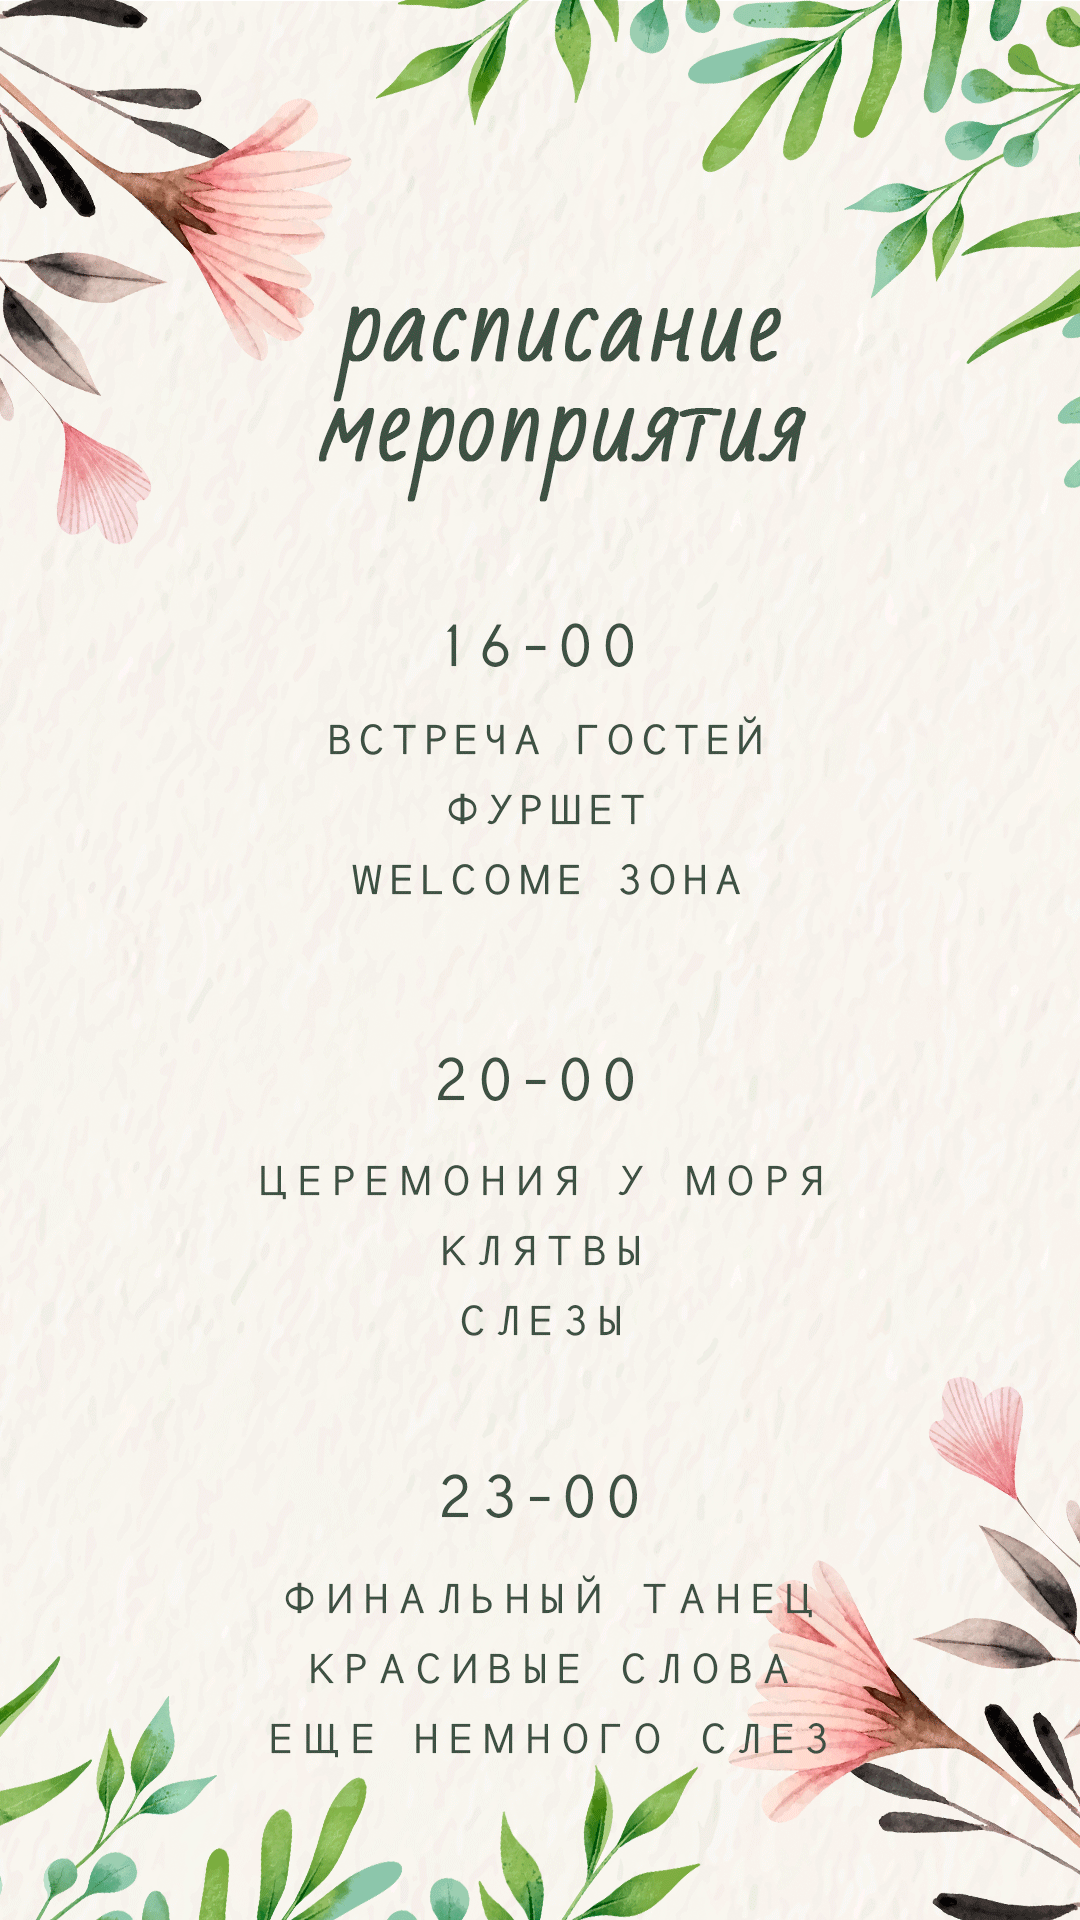 расписание
мероприятия
16-00
ВСТРЕЧА ГОСТЕЙ
ФУРШЕТ
WELCOME ЗОНА
20-00
ЦЕРЕМОНИЯ У МОРЯ
КЛЯТВЫ
СЛЕЗЫ
23-00
ФИНАЛЬНЫЙ ТАНЕЦ
КРАСИВЫЕ СЛОВА
ЕЩЕ НЕМНОГО СЛЕЗ